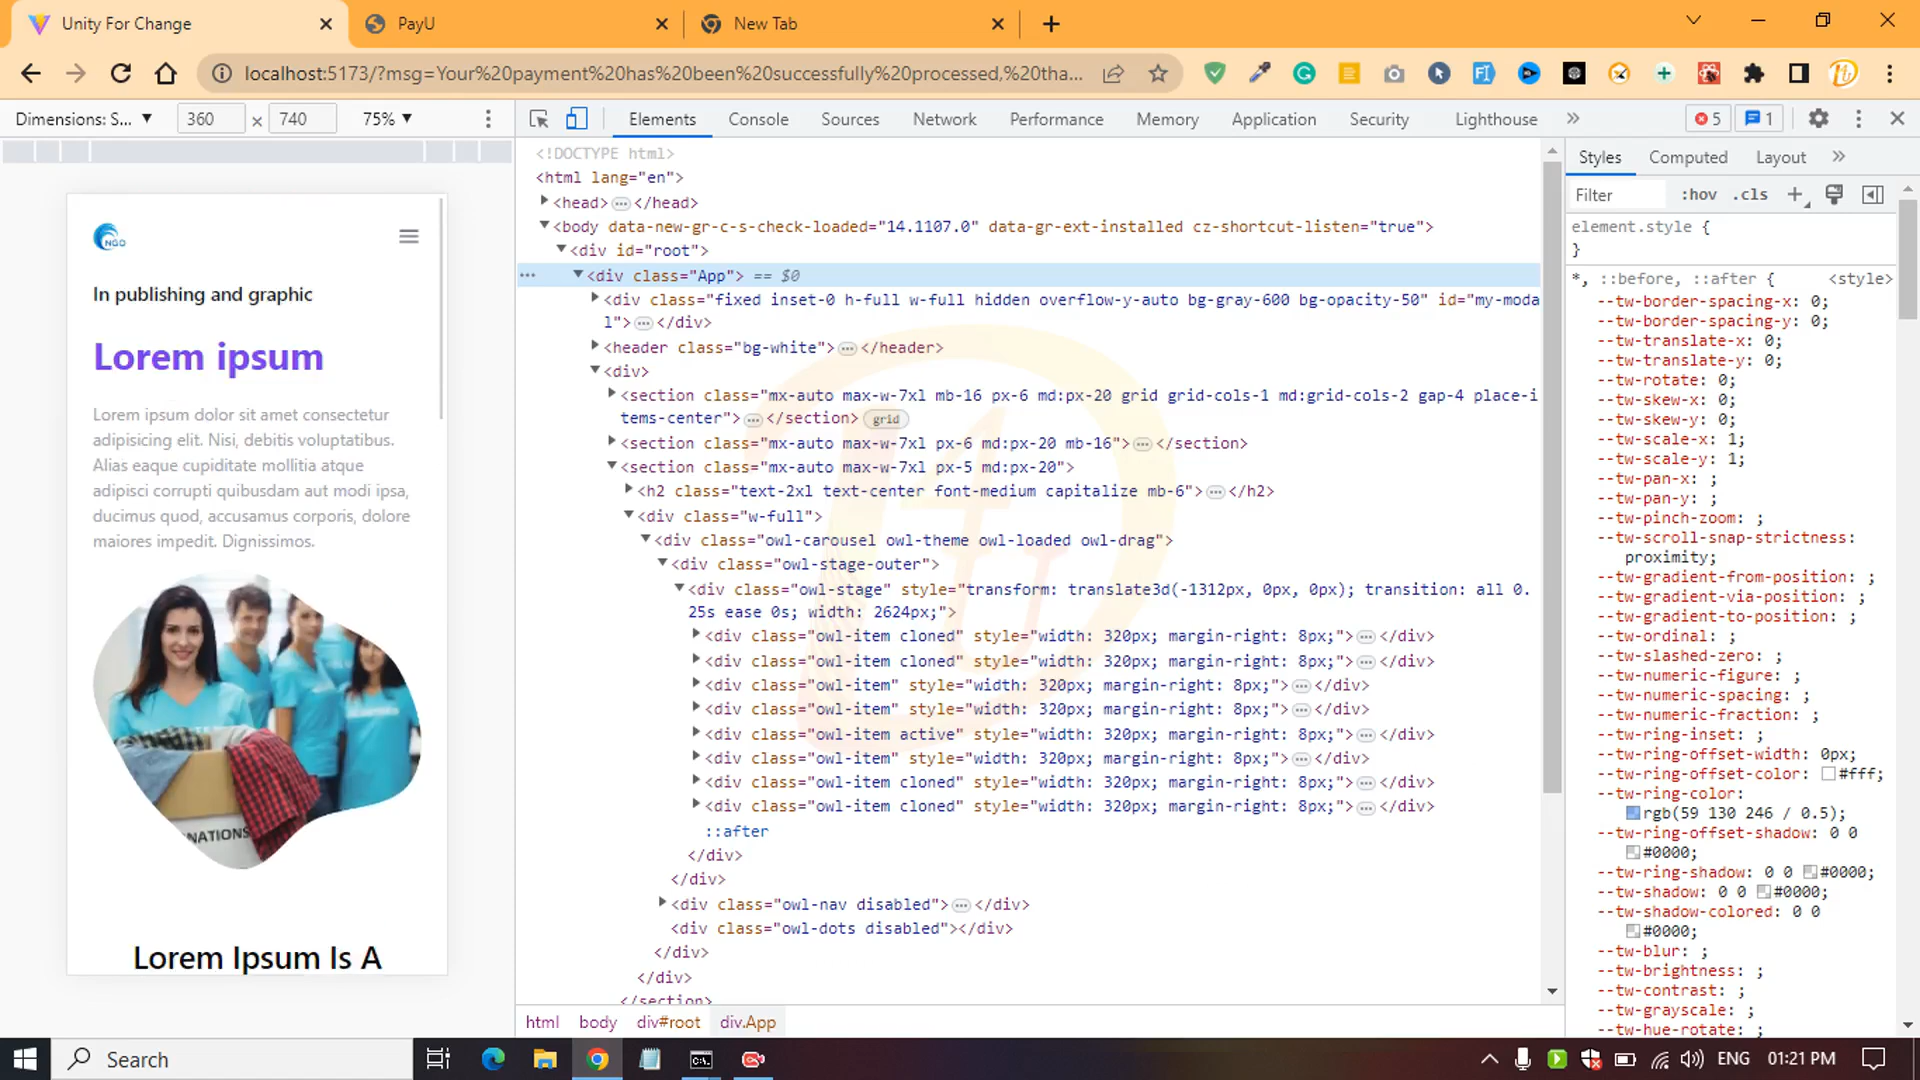 Unity For Change
PayU
New Tab
localhost:5173/?msg=Your%20payment%20has%20been%20successfully%20processed,%20tha...
Dimensions: S...
360
×
740
75%
Elements
Console
Sources
Network
Performance
Memory
Application
Security
Lighthouse
5
1
NGO
In publishing and graphic
Lorem ipsum
Lorem ipsum dolor sit amet consectetur
adipisicing elit. Nisi, debitis voluptatibus.
Alias eaque cupiditate mollitia atque
adipisci corrupti quibusdam aut modi ipsa,
ducimus quod, accusamus corporis, dolore
maiores impedit. Dignissimos.
NATIONS
Lorem Ipsum Is A
<!DOCTYPE html>
<html lang="en">
<head>…</head>
<body data-new-gr-c-s-check-loaded="14.1107.0" data-gr-ext-installed cz-shortcut-listen="true">
<div id="root">
<div class="App"> == $0
<div class="fixed inset-0 h-full w-full hidden overflow-y-auto bg-gray-600 bg-opacity-50" id="my-moda
l">…</div>
<header class="bg-white">…</header>
<div>
<section class="mx-auto max-w-7xl mb-16 px-6 md:px-20 grid grid-cols-1 md:grid-cols-2 gap-4 place-i
tems-center">…</section> grid
<section class="mx-auto max-w-7xl px-6 md:px-20 mb-16">…</section>
<section class="mx-auto max-w-7xl px-5 md:px-20">
<h2 class="text-2xl text-center font-medium capitalize mb-6">…</h2>
<div class="w-full">
<div class="owl-carousel owl-theme owl-loaded owl-drag">
<div class="owl-stage-outer">
<div class="owl-stage" style="transform: translate3d(-1312px, 0px, 0px); transition: all 0.
25s ease 0s; width: 2624px;">
<div class="owl-item cloned" style="width: 320px; margin-right: 8px;">…</div>
<div class="owl-item cloned" style="width: 320px; margin-right: 8px;">…</div>
<div class="owl-item" style="width: 320px; margin-right: 8px;">…</div>
<div class="owl-item" style="width: 320px; margin-right: 8px;">…</div>
<div class="owl-item active" style="width: 320px; margin-right: 8px;">…</div>
<div class="owl-item" style="width: 320px; margin-right: 8px;">…</div>
<div class="owl-item cloned" style="width: 320px; margin-right: 8px;">…</div>
<div class="owl-item cloned" style="width: 320px; margin-right: 8px;">…</div>
::after
</div>
</div>
<div class="owl-nav disabled">…</div>
<div class="owl-dots disabled"></div>
</div>
</div>
</section>
html
body
div#root
div.App
Styles
Computed
Layout
Filter
:hov
.cls
element.style {
}
*, ::before, ::after { <style>
--tw-border-spacing-x: 0;
--tw-border-spacing-y: 0;
--tw-translate-x: 0;
--tw-translate-y: 0;
--tw-rotate: 0;
--tw-skew-x: 0;
--tw-skew-y: 0;
--tw-scale-x: 1;
--tw-scale-y: 1;
--tw-pan-x: ;
--tw-pan-y: ;
--tw-pinch-zoom: ;
--tw-scroll-snap-strictness:
proximity;
--tw-gradient-from-position: ;
--tw-gradient-via-position: ;
--tw-gradient-to-position: ;
--tw-ordinal: ;
--tw-slashed-zero: ;
--tw-numeric-figure: ;
--tw-numeric-spacing: ;
--tw-numeric-fraction: ;
--tw-ring-inset: ;
--tw-ring-offset-width: 0px;
--tw-ring-offset-color: #fff;
--tw-ring-color:
rgb(59 130 246 / 0.5);
--tw-ring-offset-shadow: 0 0
#0000;
--tw-ring-shadow: 0 0 #0000;
--tw-shadow: 0 0 #0000;
--tw-shadow-colored: 0 0
#0000;
--tw-blur: ;
--tw-brightness: ;
--tw-contrast: ;
--tw-grayscale: ;
--tw-hue-rotate: ;
Search
ENG
01:21 PM